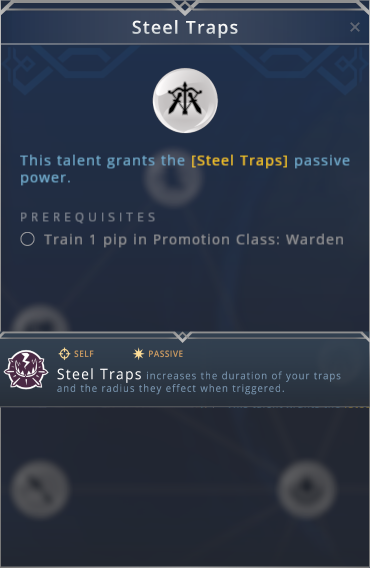 Steel Traps
This talent grants the [Steel Traps] passive
power.
PREREQUISITES
Train 1 pip in Promotion Class: Warden
SELF PASSIVE
Steel Traps increases the duration of your traps
and the radius they effect when triggered.